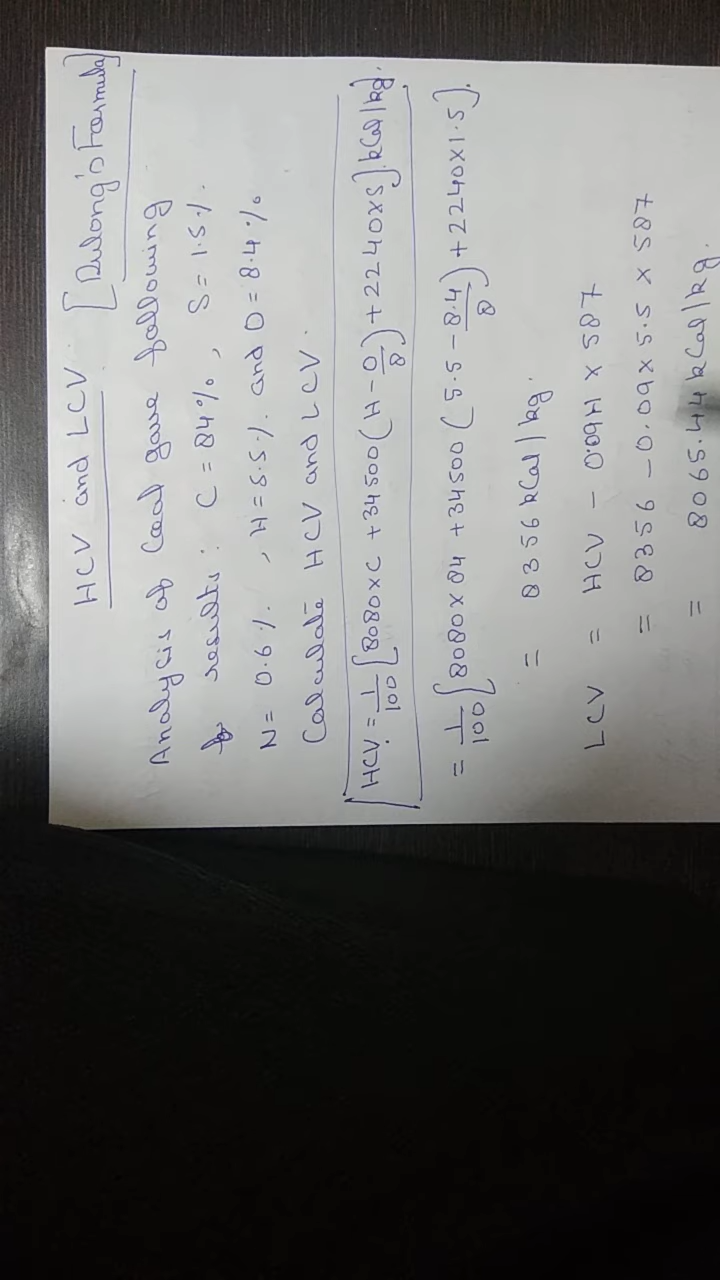 HCV and LCV. [Dulong's Formula]
Analysis of Coal gave following
results : C = 84%, S = 1.5%.
N = 0.6%, H = 5.5%. and O = 8.4%
Calculate HCV and LCV.
HCV = 1/100 [8080×C + 34500 (H - O/8) + 2240×S] kCal/kg.
= 1/100 [8080×84 + 34500 (5.5 - 8.4/8) + 2240×1.5].
= 8356 kCal/kg.
LCV = HCV - 0.09H × 587
= 8356 - 0.09×5.5 × 587
= 8065.44 kCal/kg.